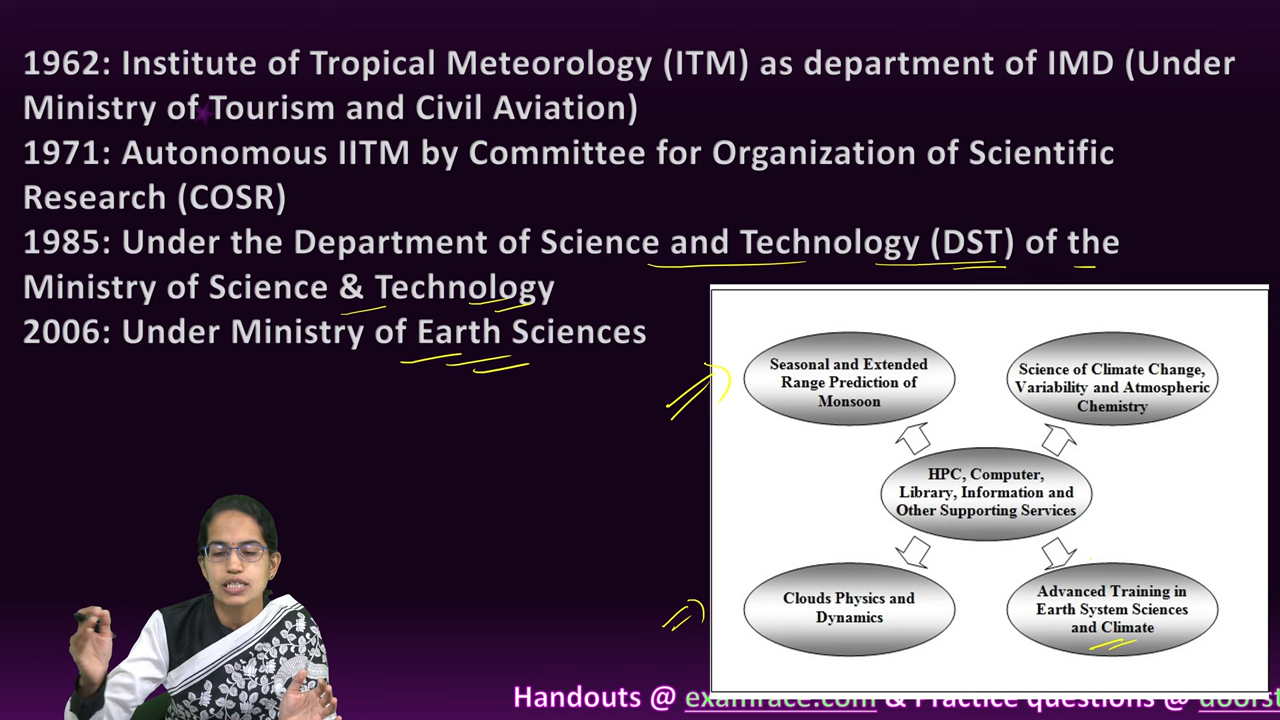 1962: Institute of Tropical Meteorology (ITM) as department of IMD (Under
Ministry of Tourism and Civil Aviation)
1971: Autonomous IITM by Committee for Organization of Scientific
Research (COSR)
1985: Under the Department of Science and Technology (DST) of the
Ministry of Science & Technology
2006: Under Ministry of Earth Sciences
Seasonal and Extended
Range Prediction of
Monsoon
Science of Climate Change,
Variability and Atmospheric
Chemistry
HPC, Computer,
Library, Information and
Other Supporting Services
Clouds Physics and
Dynamics
Advanced Training in
Earth System Sciences
and Climate
Handouts @ examrace.com & Practice questions @